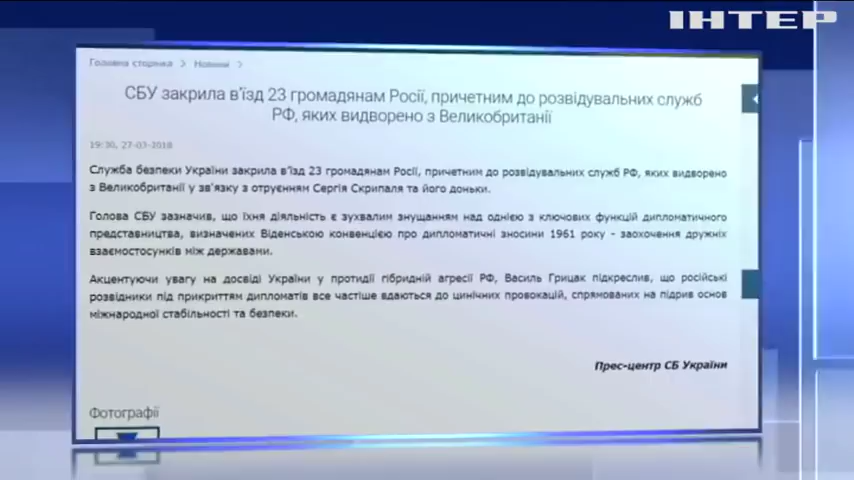 ІНТЕР
Головна сторінка > Новини >
СБУ закрила в'їзд 23 громадянам Росії, причетним до розвідувальних служб
РФ, яких видворено з Великобританії
19:30, 27-03-2018
Служба безпеки України закрила в'їзд 23 громадянам Росії, причетним до розвідувальних служб РФ, яких видворено
з Великобританії у зв'язку з отруєнням Сергія Скрипаля та його доньки.
Голова СБУ зазначив, що їхня діяльність є зухвалим знущанням над однією з ключових функцій дипломатичного
представництва, визначених Віденською конвенцією про дипломатичні зносини 1961 року - заохочення дружніх
взаємостосунків між державами.
Акцентуючи увагу на досвіді України у протидії гібридній агресії РФ, Василь Грицак підкреслив, що російські
розвідники під прикриттям дипломатів все частіше вдаються до цинічних провокацій, спрямованих на підрив основ
міжнародної стабільності та безпеки.
Прес-центр СБ України
Фотографії